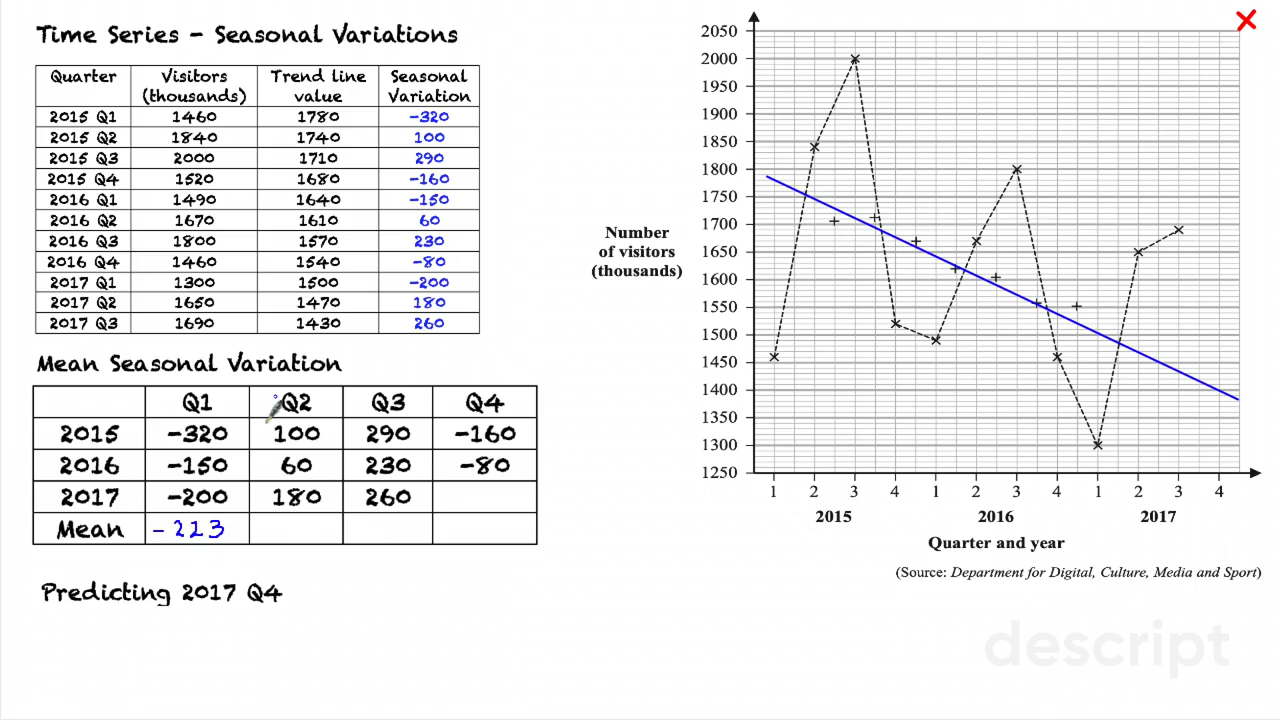 Time Series - Seasonal Variations
Quarter Visitors (thousands) Trend line value Seasonal Variation
2015 Q1 1460 1780 -320
2015 Q2 1840 1740 100
2015 Q3 2000 1710 290
2015 Q4 1520 1680 -160
2016 Q1 1490 1640 -150
2016 Q2 1670 1610 60
2016 Q3 1800 1570 230
2016 Q4 1460 1540 -80
2017 Q1 1300 1500 -200
2017 Q2 1650 1470 180
2017 Q3 1690 1430 260
Mean Seasonal Variation
Q1 Q2 Q3 Q4
2015 -320 100 290 -160
2016 -150 60 230 -80
2017 -200 180 260
Mean -223
Predicting 2017 Q4
2050
2000
1950
1900
1850
1800
1750
1700
1650
1600
1550
1500
1450
1400
1350
1300
1250
Number
of visitors
(thousands)
1 2 3 4 1 2 3 4 1 2 3 4
2015 2016 2017
Quarter and year
(Source: Department for Digital, Culture, Media and Sport)
descript